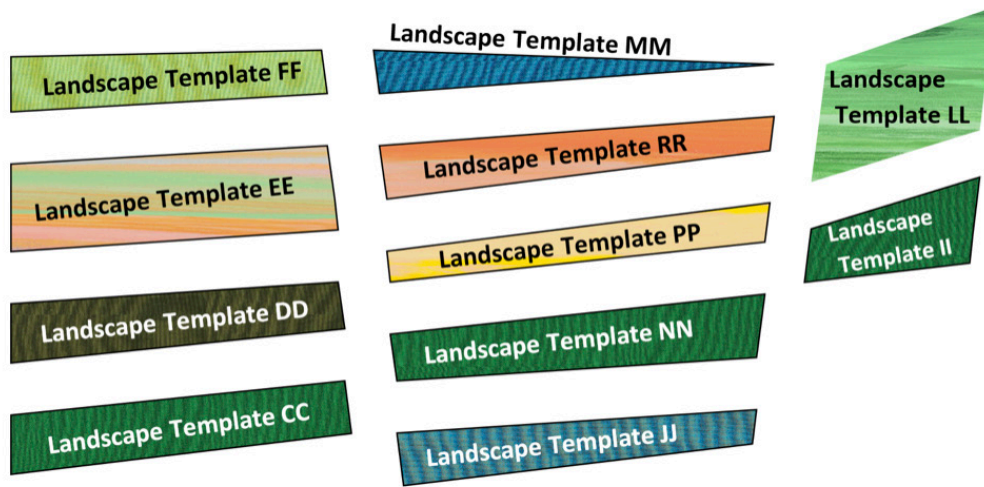 Landscape Template FF
Landscape Template EE
Landscape Template DD
Landscape Template CC
Landscape Template MM
Landscape Template RR
Landscape Template PP
Landscape Template NN
Landscape Template JJ
Landscape
Template LL
Landscape
Template II